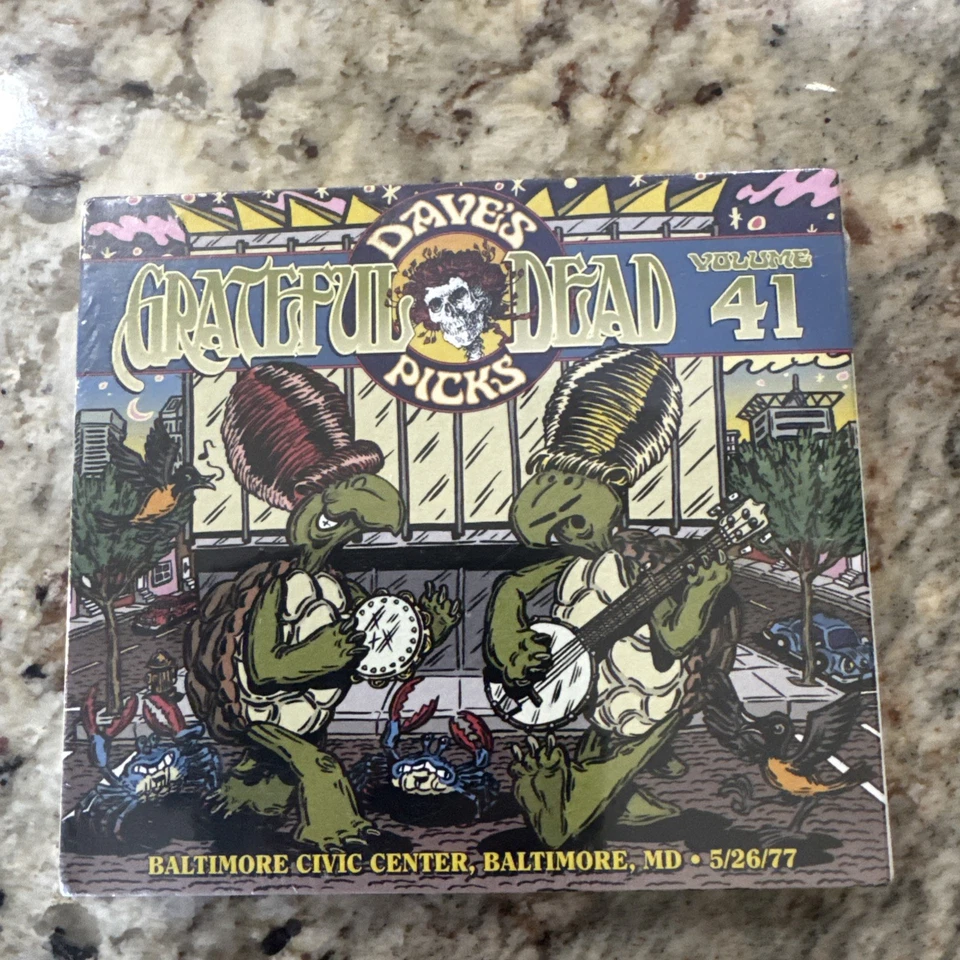 DAVE'S
GRATEFUL DEAD
VOLUME
41
PICKS
BALTIMORE CIVIC CENTER, BALTIMORE, MD • 5/26/77